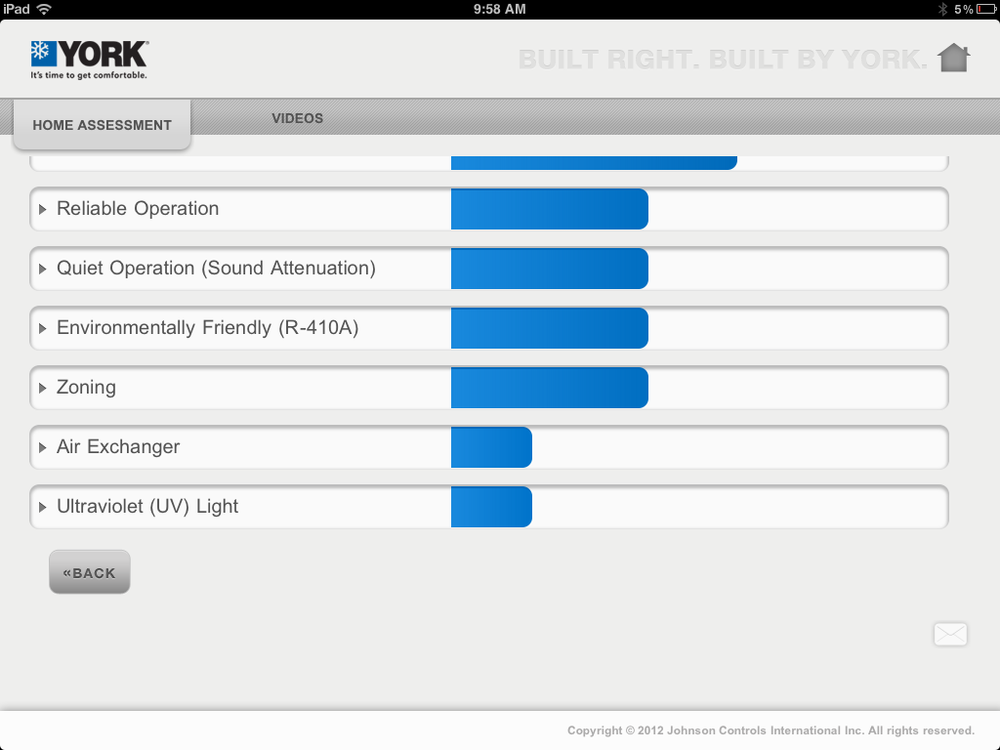 iPad 9:58 AM 5%
YORK®
It's time to get comfortable.
BUILT RIGHT. BUILT BY YORK.
HOME ASSESSMENT VIDEOS
Reliable Operation
Quiet Operation (Sound Attenuation)
Environmentally Friendly (R-410A)
Zoning
Air Exchanger
Ultraviolet (UV) Light
«BACK
Copyright © 2012 Johnson Controls International Inc. All rights reserved.